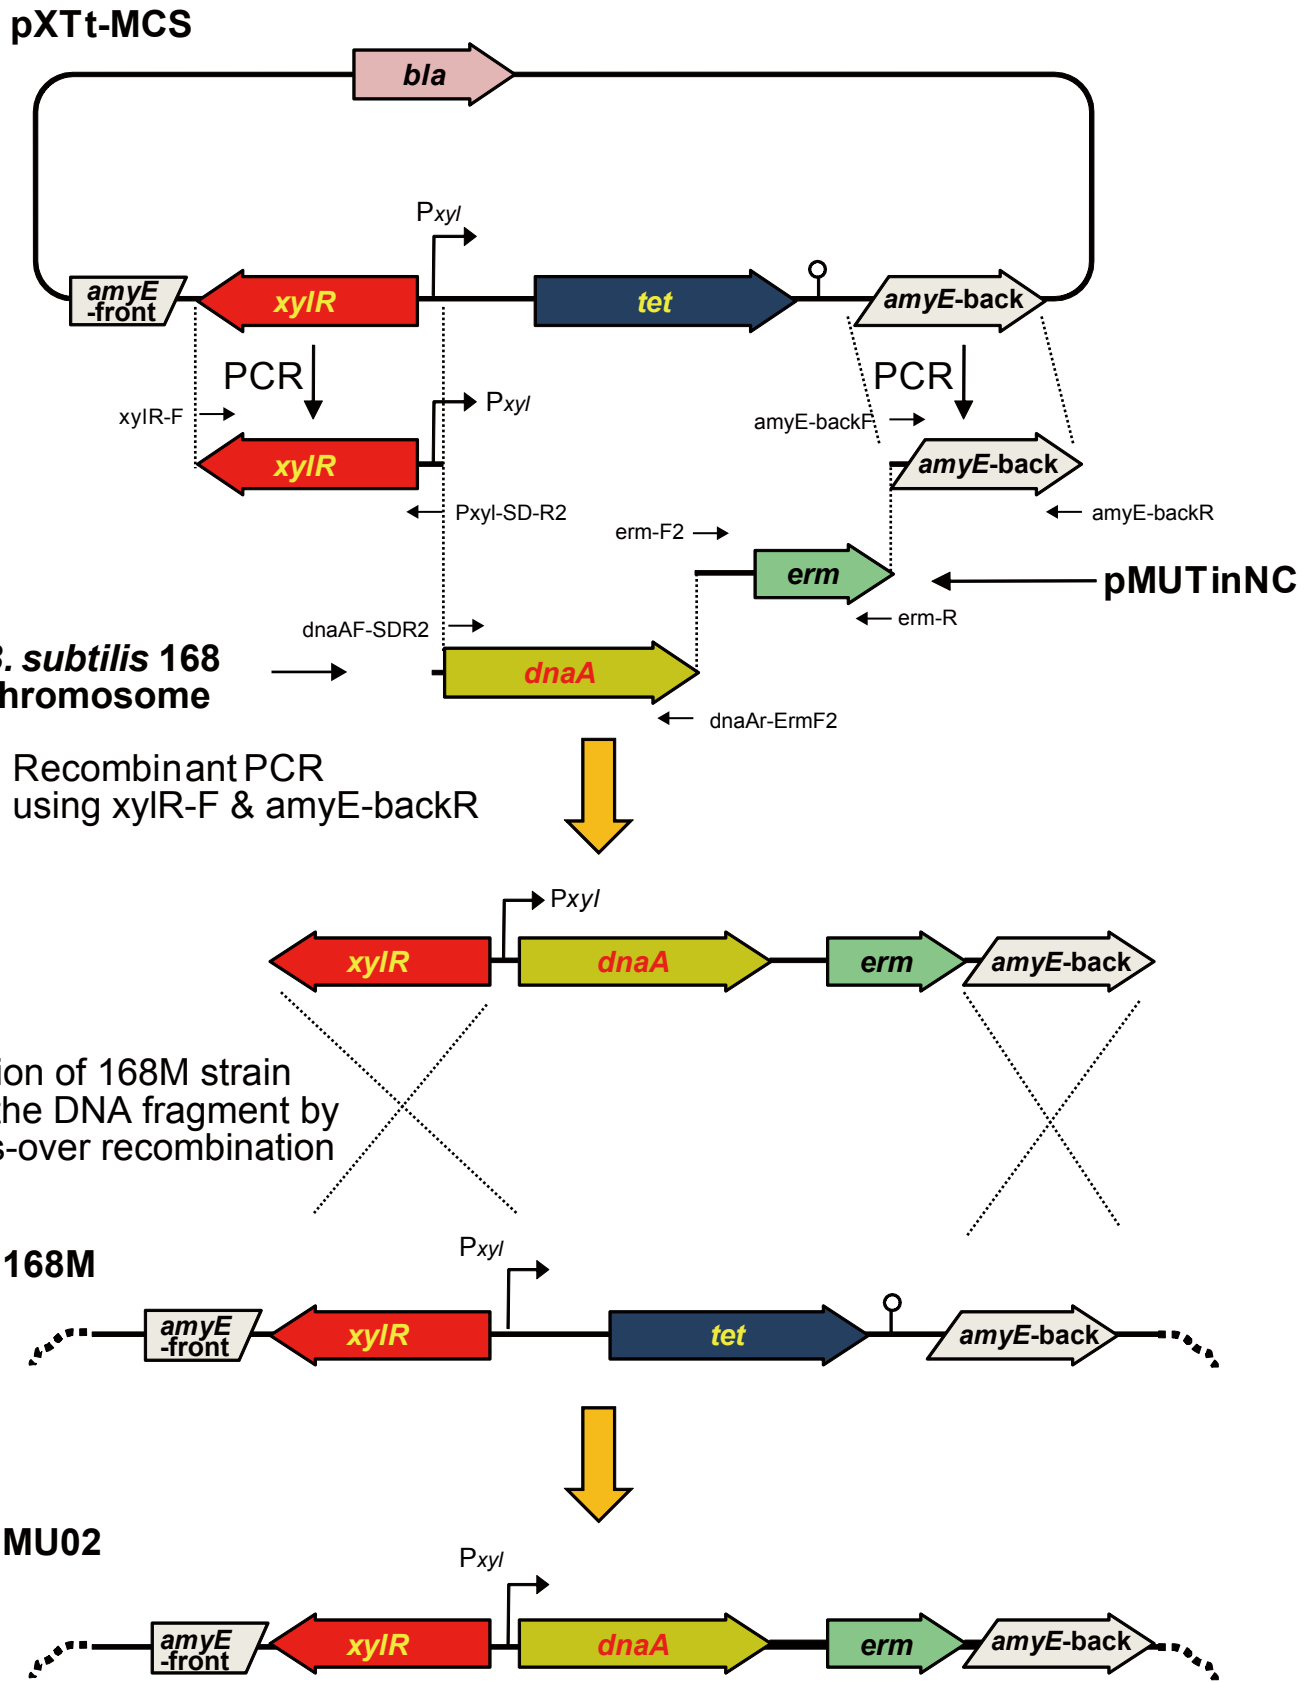 pXTt-MCS
bla
Pxyl
amyE
-front
xylR
tet
amyE-back
PCR
PCR
xylR-F
Pxyl
amyE-backF
xylR
amyE-back
Pxyl-SD-R2
amyE-backR
erm-F2
erm
pMUTinNC
erm-R
dnaAF-SDR2
. subtilis 168
hromosome
dnaA
dnaAr-ErmF2
Recombinant PCR
using xylR-F & amyE-backR
Pxyl
xylR
dnaA
erm
amyE-back
ion of 168M strain
the DNA fragment by
s-over recombination
168M
Pxyl
amyE
-front
xylR
tet
amyE-back
MU02
Pxyl
amyE
-front
xylR
dnaA
erm
amyE-back